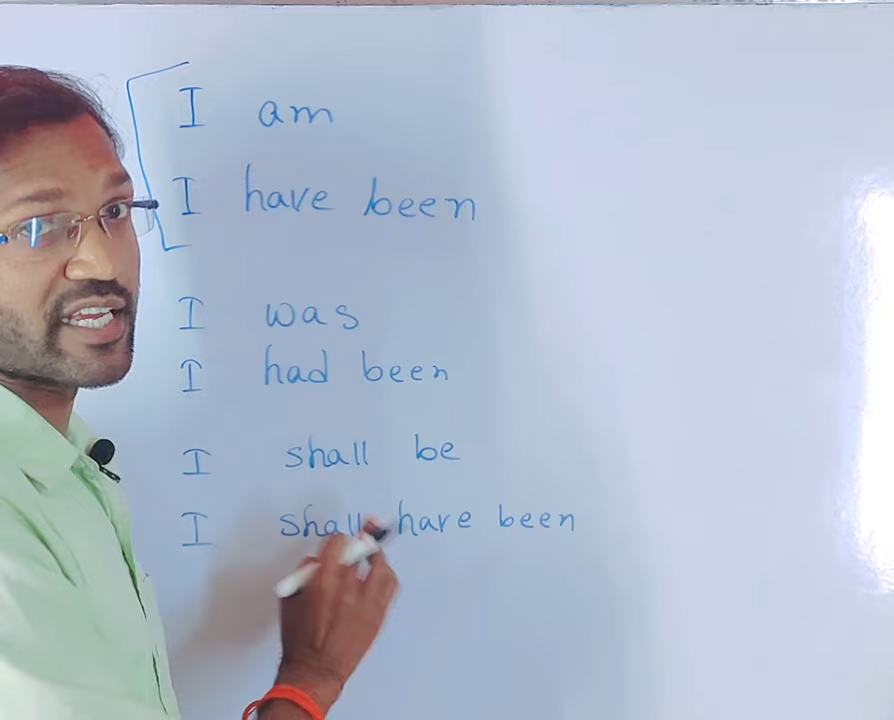 I am
I have been
I was
I had been
I shall be
I shall have been